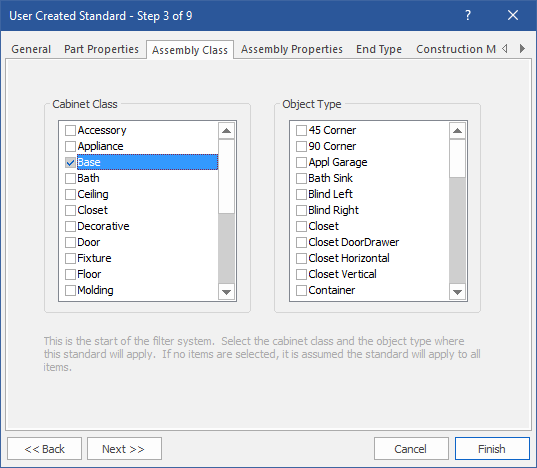 User Created Standard - Step 3 of 9
?
General Part Properties Assembly Class Assembly Properties End Type Construction M
Cabinet Class
Accessory
Appliance
Base
Bath
Ceiling
Closet
Decorative
Door
Fixture
Floor
Molding
Object Type
45 Corner
90 Corner
Appl Garage
Bath Sink
Blind Left
Blind Right
Closet
Closet DoorDrawer
Closet Horizontal
Closet Vertical
Container
This is the start of the filter system.  Select the cabinet class and the object type where
this standard will apply.  If no items are selected, it is assumed the standard will apply to all
items.
<< Back Next >> Cancel Finish